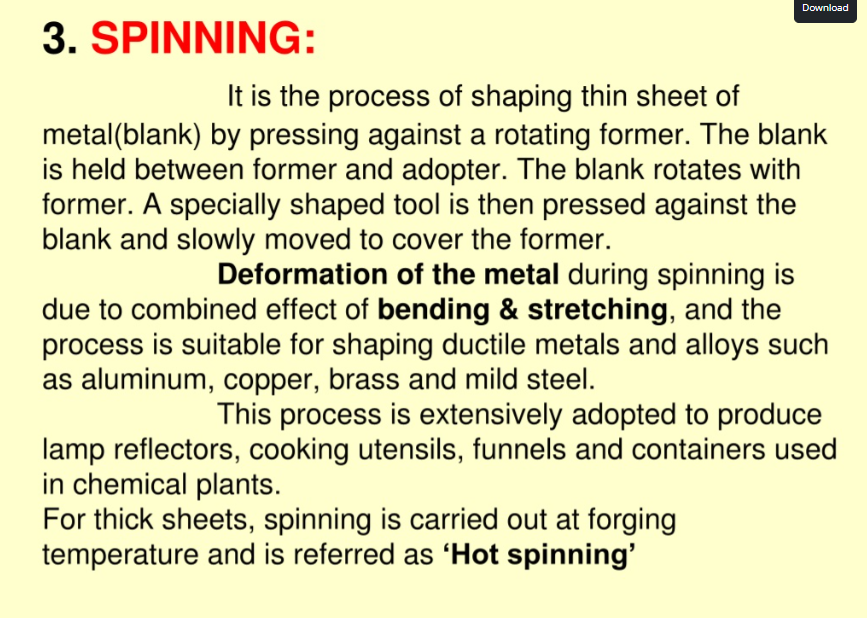 Download
3. SPINNING:
It is the process of shaping thin sheet of
metal(blank) by pressing against a rotating former. The blank
is held between former and adopter. The blank rotates with
former. A specially shaped tool is then pressed against the
blank and slowly moved to cover the former.
Deformation of the metal during spinning is
due to combined effect of bending & stretching, and the
process is suitable for shaping ductile metals and alloys such
as aluminum, copper, brass and mild steel.
This process is extensively adopted to produce
lamp reflectors, cooking utensils, funnels and containers used
in chemical plants.
For thick sheets, spinning is carried out at forging
temperature and is referred as ‘Hot spinning’